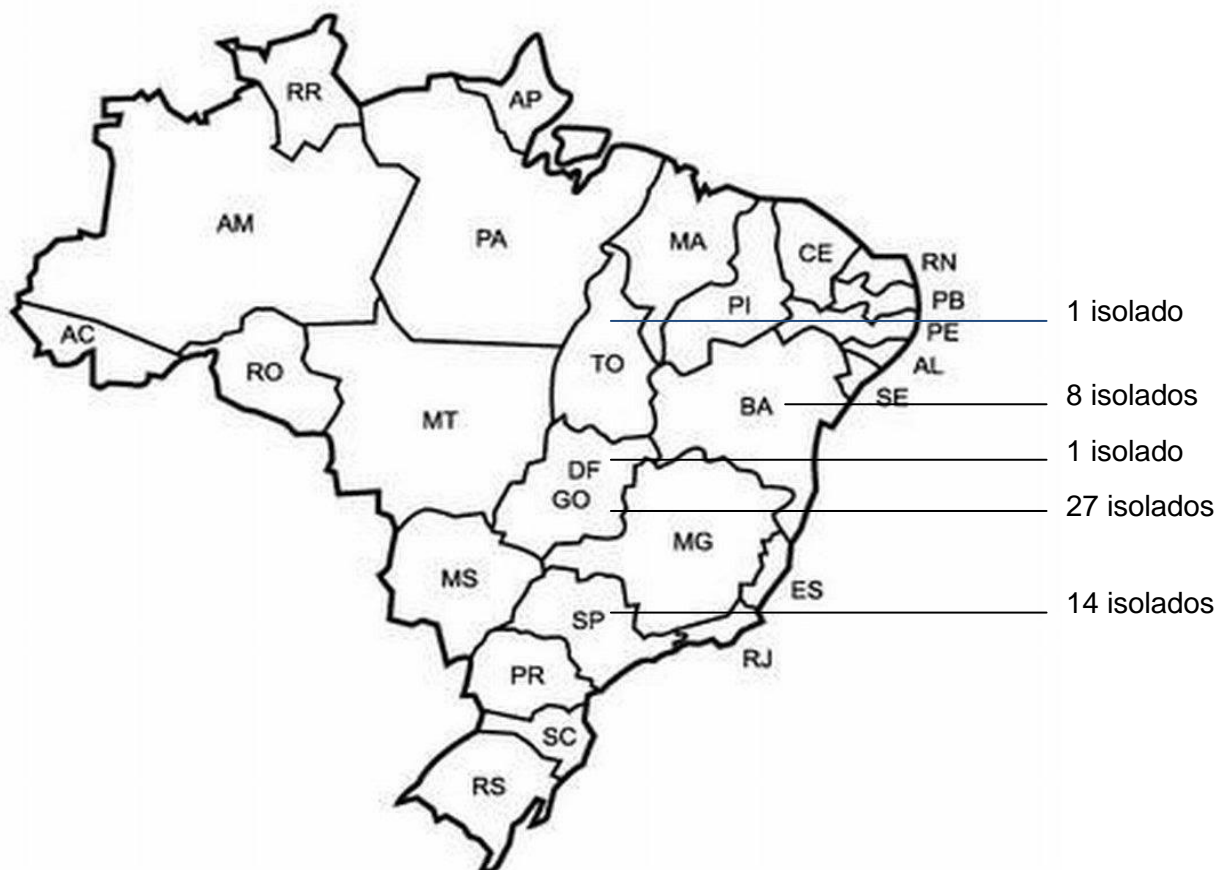 RR
AP
AM
PA
MA
CE
RN
PI
PB
1 isolado
PE
AC
TO
AL
RO
SE
8 isolados
BA
MT
1 isolado
DF
GO
27 isolados
MG
MS
ES
14 isolados
SP
RJ
PR
SC
RS